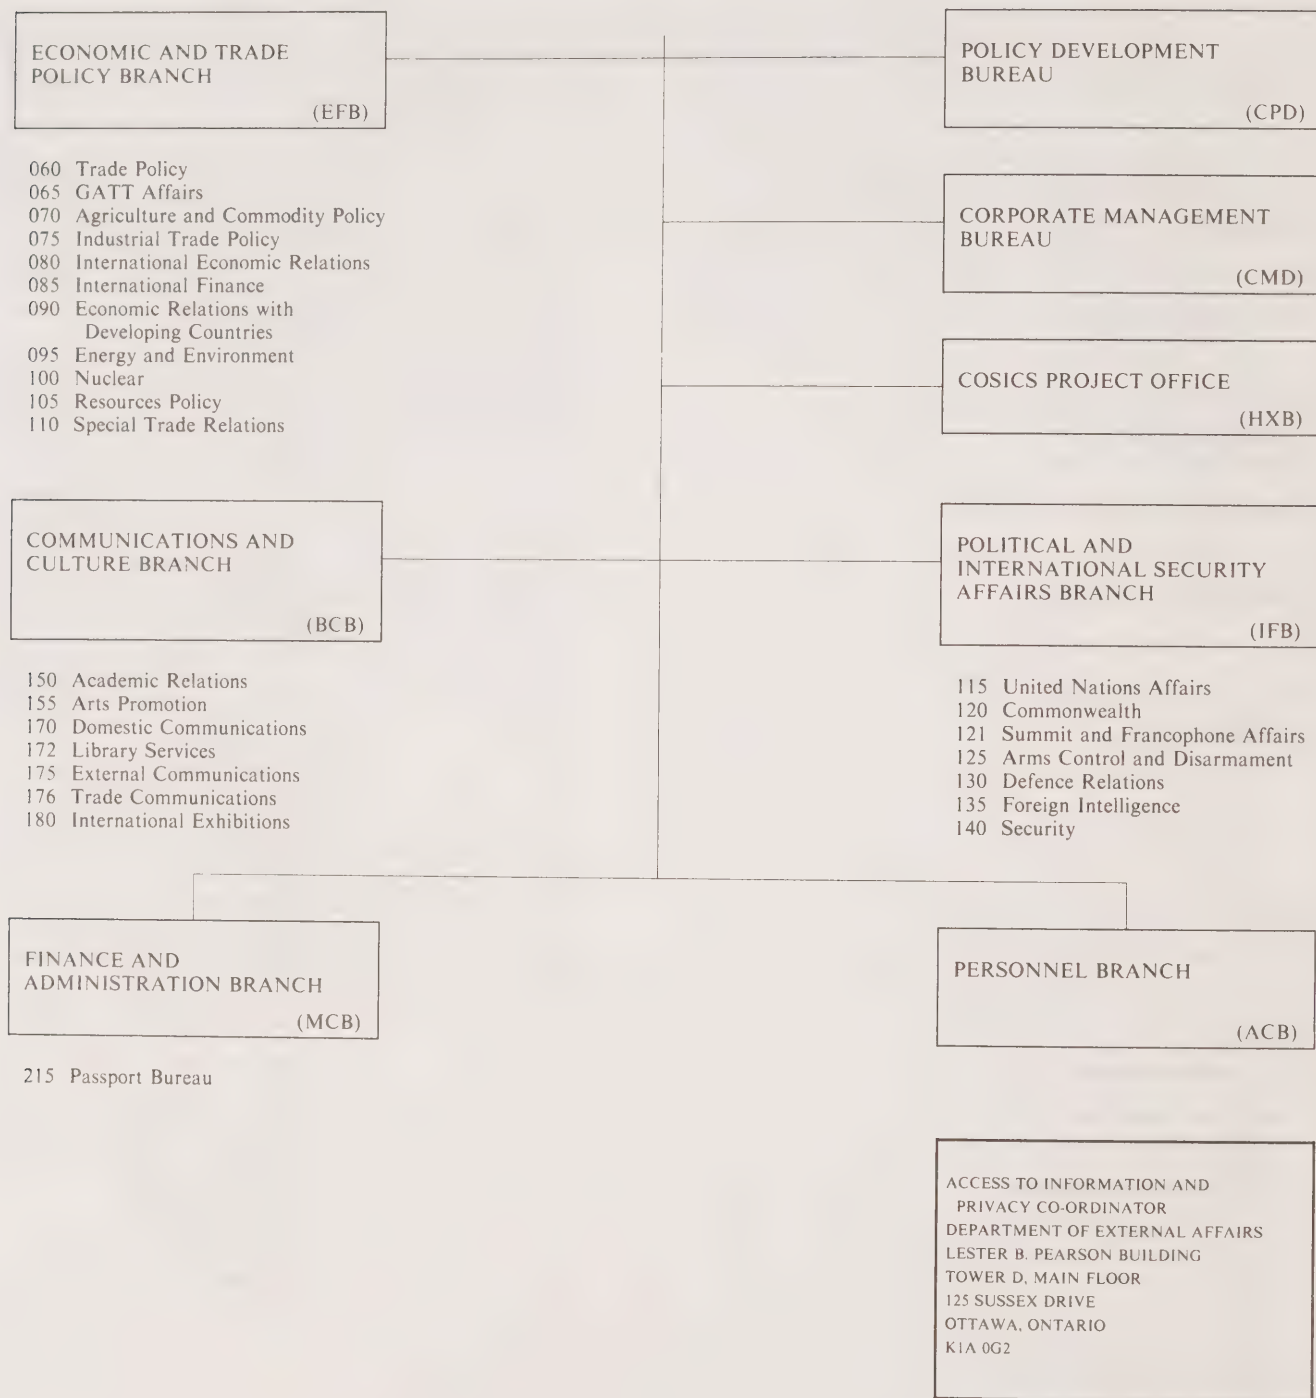 ECONOMIC AND TRADE
POLICY BRANCH
(EFB)
060 Trade Policy
065 GATT Affairs
070 Agriculture and Commodity Policy
075 Industrial Trade Policy
080 International Economic Relations
085 International Finance
090 Economic Relations with
Developing Countries
095 Energy and Environment
100 Nuclear
105 Resources Policy
110 Special Trade Relations
POLICY DEVELOPMENT
BUREAU
(CPD)
CORPORATE MANAGEMENT
BUREAU
(CMD)
COSICS PROJECT OFFICE
(HXB)
COMMUNICATIONS AND
CULTURE BRANCH
(BCB)
150 Academic Relations
155 Arts Promotion
170 Domestic Communications
172 Library Services
175 External Communications
176 Trade Communications
180 International Exhibitions
POLITICAL AND
INTERNATIONAL SECURITY
AFFAIRS BRANCH
(IFB)
115 United Nations Affairs
120 Commonwealth
121 Summit and Francophone Affairs
125 Arms Control and Disarmament
130 Defence Relations
135 Foreign Intelligence
140 Security
FINANCE AND
ADMINISTRATION BRANCH
(MCB)
215 Passport Bureau
PERSONNEL BRANCH
(ACB)
ACCESS TO INFORMATION AND
PRIVACY CO-ORDINATOR
DEPARTMENT OF EXTERNAL AFFAIRS
LESTER B. PEARSON BUILDING
TOWER D, MAIN FLOOR
125 SUSSEX DRIVE
OTTAWA, ONTARIO
K1A 0G2